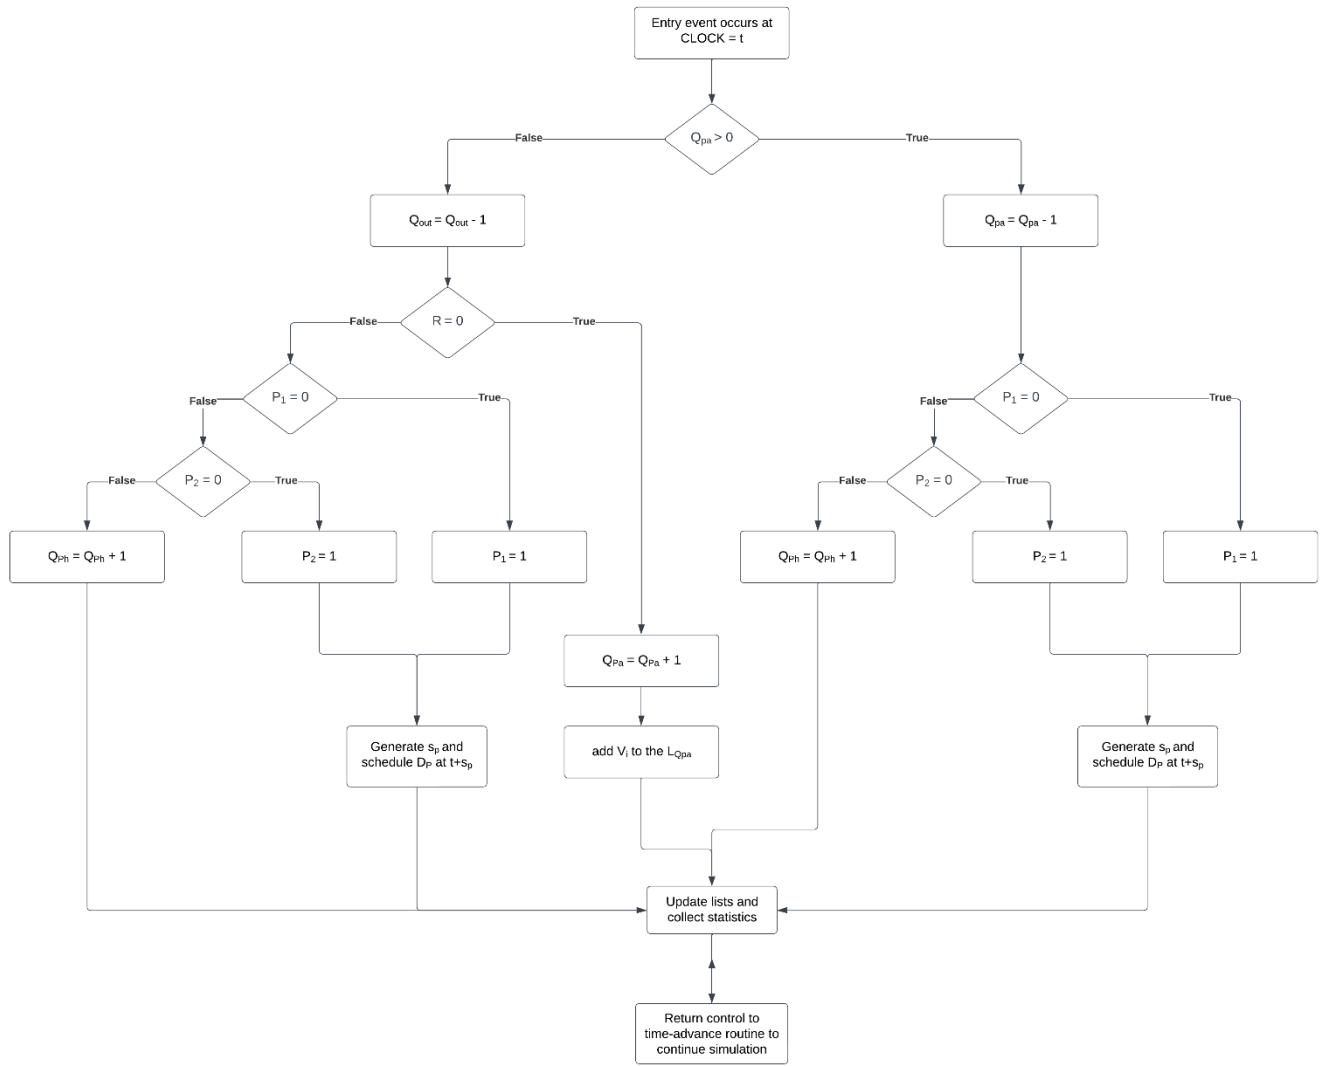 Entry event occurs at
CLOCK = t
Qpa > 0
False
True
Qout = Qout - 1
Qpa = Qpa - 1
R = 0
False
True
P1 = 0
False
True
P1 = 0
False
True
P2 = 0
False
True
P2 = 0
False
True
QPh = QPh + 1
P2 = 1
P1 = 1
QPh = QPh + 1
P2 = 1
P1 = 1
QPa = QPa + 1
Generate sp and
schedule DP at t+sp
add Vi to the LQpa
Generate sp and
schedule DP at t+sp
Update lists and
collect statistics
Return control to
time-advance routine to
continue simulation